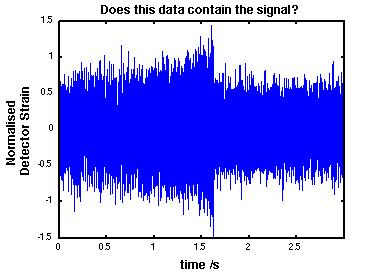 Does this data contain the signal?
1.5
1
0.5
0
-0.5
-1
-1.5
Normalised
Detector Strain
0 0.5 1 1.5 2 2.5
time /s